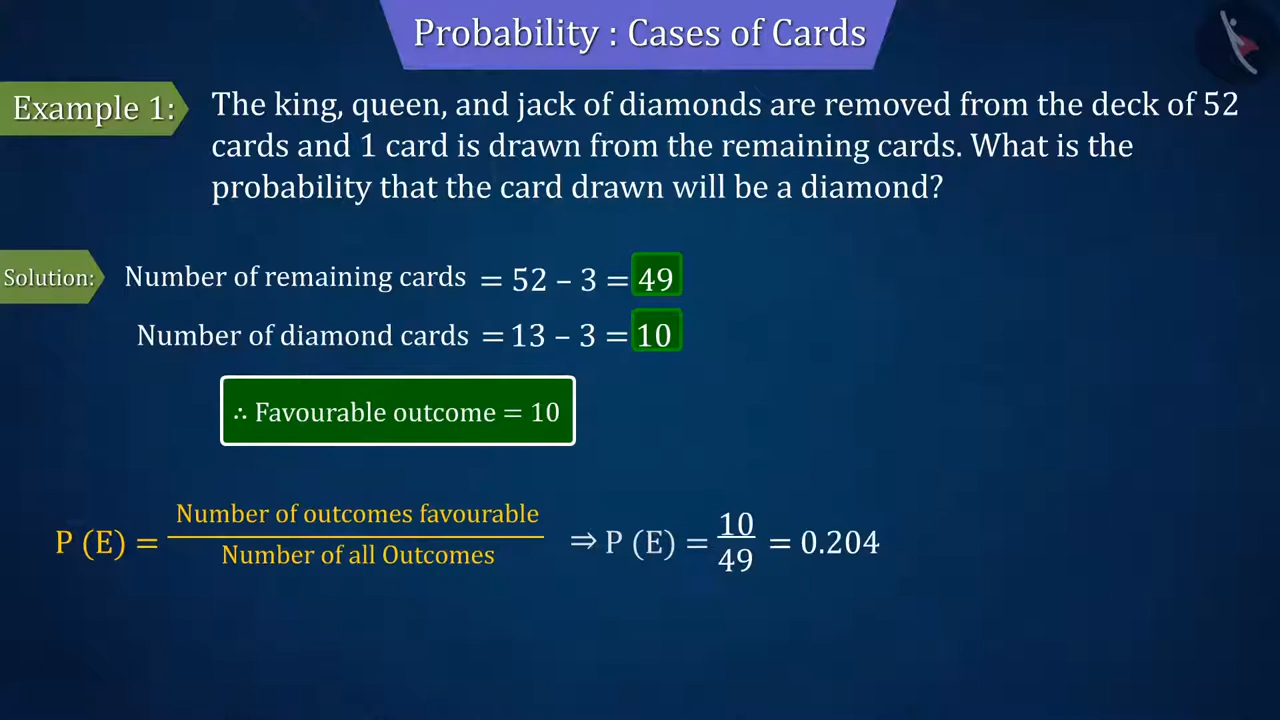 Probability : Cases of Cards
Example 1:
The king, queen, and jack of diamonds are removed from the deck of 52
cards and 1 card is drawn from the remaining cards. What is the
probability that the card drawn will be a diamond?
Solution:
Number of remaining cards = 52 – 3 = 49
Number of diamond cards = 13 – 3 = 10
∴ Favourable outcome = 10
P (E) = Number of outcomes favourable / Number of all Outcomes ⇒ P (E) = 10 / 49 = 0.204